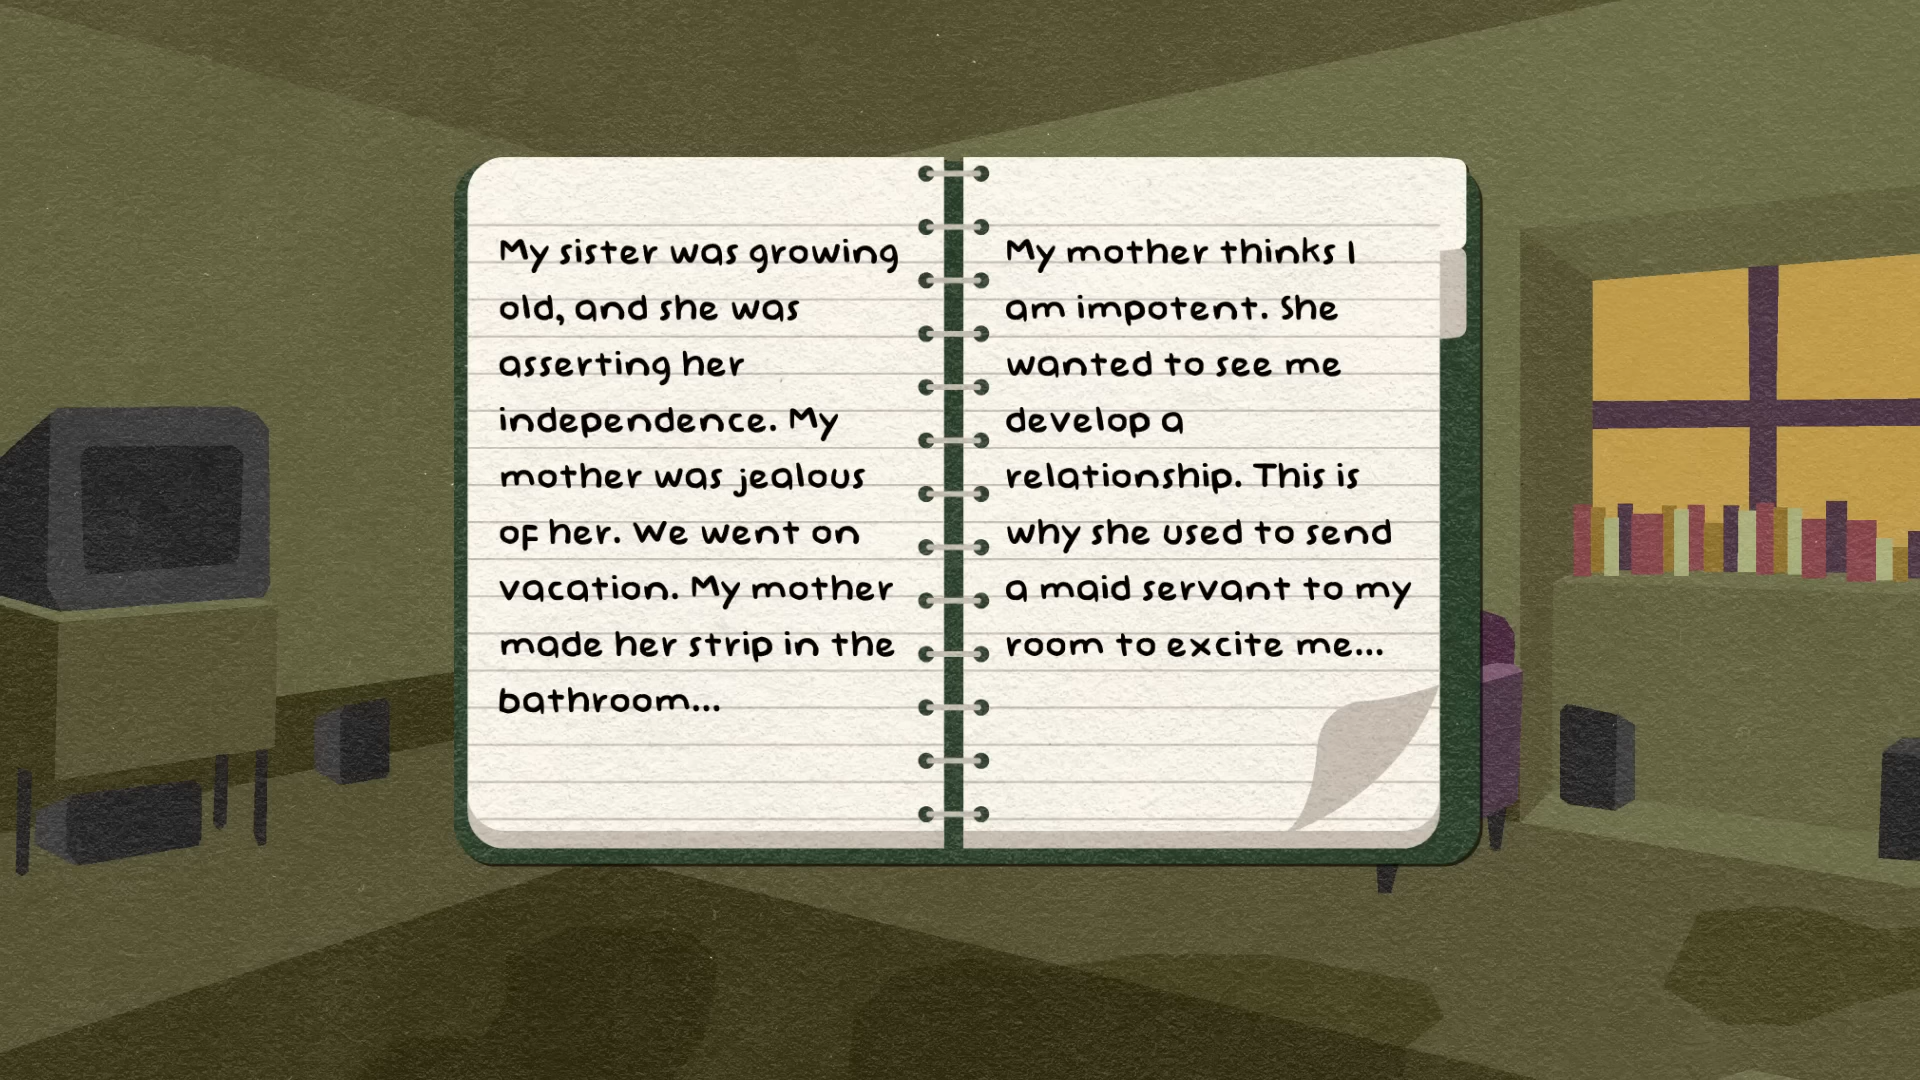 My sister was growing
old, and she was
asserting her
independence. My
mother was jealous
of her. We went on
vacation. My mother
made her strip in the
bathroom...
My mother thinks I
am impotent. She
wanted to see me
develop a
relationship. This is
why she used to send
a maid servant to my
room to excite me...